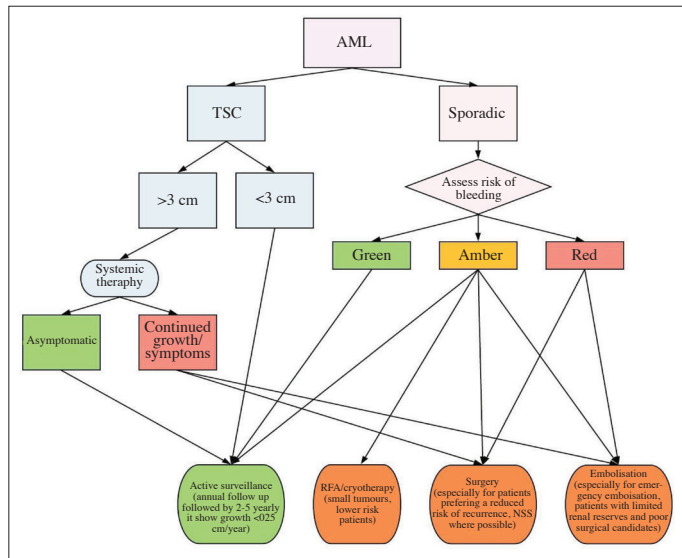 AML
TSC
Sporadic
>3 cm
<3 cm
Assess risk of
bleeding
Green
Amber
Red
Systemic
theraphy
Asymptomatic
Continued
growth/
symptoms
Active surveillance
(annual follow up
followed by 2-5 yearly
it show growth <025
cm/year)
RFA/cryotherapy
(small tumours,
lower risk
patients)
Surgery
(especially for patients
prefering a reduced
risk of recurrence, NSS
where possible)
Embolisation
(especially for emer-
gency emboisation,
patients with limited
renal reserves and poor
surgical candidates)